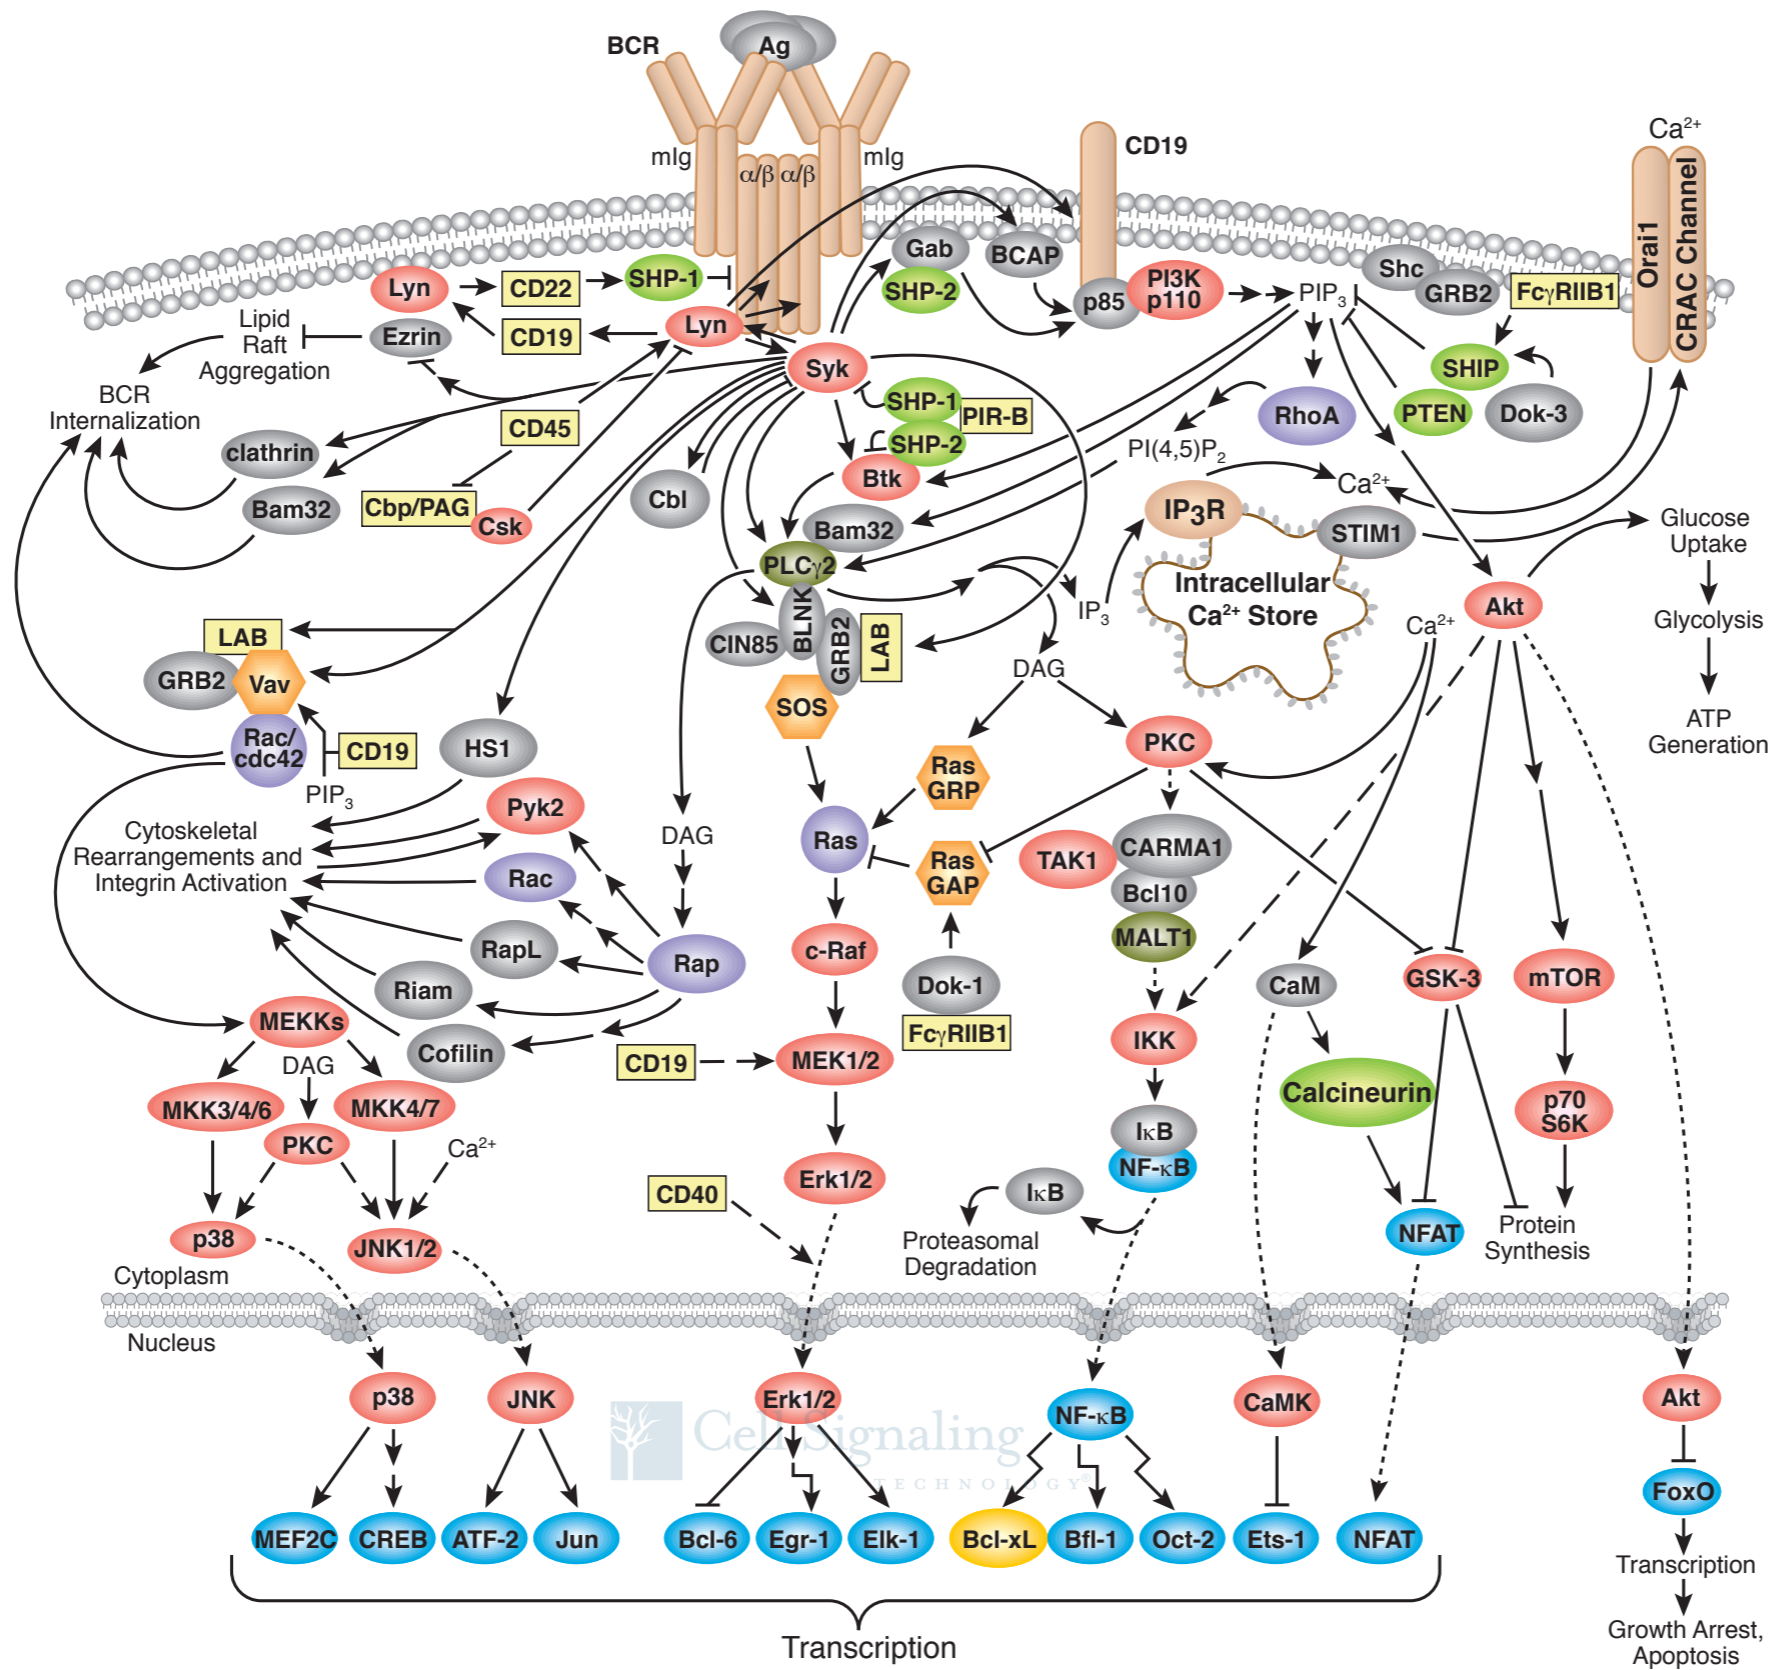 Ag
BCR
mIg
mIg
α/β α/β
CD19
Ca2+
Orai1
CRAC Channel
Gab
SHP-2
BCAP
p85
PI3K
p110
PIP3
Shc
GRB2
FcγRIIB1
Lyn
CD22
SHP-1
Lyn
CD19
Ezrin
Lipid
Raft
Aggregation
BCR
Internalization
Syk
SHP-1
PIR-B
SHP-2
Btk
SHIP
PTEN
Dok-3
RhoA
PI(4,5)P2
CD45
clathrin
Bam32
Cbp/PAG
Csk
Cbl
Bam32
PLCγ2
BLNK
CIN85
GRB2
LAB
SOS
IP3R
Ca2+
STIM1
Intracellular
Ca2+ Store
IP3
DAG
Akt
Ca2+
Glucose
Uptake
Glycolysis
ATP
Generation
LAB
GRB2
Vav
Rac/
cdc42
CD19
PIP3
HS1
Pyk2
Cytoskeletal
Rearrangements and
Integrin Activation
Rac
RapL
Riam
Cofilin
Rap
DAG
Ras
Ras
GRP
Ras
GAP
PKC
TAK1
CARMA1
Bcl10
MALT1
c-Raf
Dok-1
FcγRIIB1
CD19
MEK1/2
IKK
CaM
GSK-3
mTOR
MEKKs
DAG
MKK3/4/6
MKK4/7
PKC
Ca2+
Calcineurin
p70
S6K
IκB
NF-κB
Erk1/2
CD40
IκB
Proteasomal
Degradation
NFAT
Protein
Synthesis
p38
JNK1/2
Cytoplasm
Nucleus
p38
JNK
Erk1/2
NF-κB
CaMK
Akt
Cell Signaling
TECHNOLOGY®
FoxO
MEF2C
CREB
ATF-2
Jun
Bcl-6
Egr-1
Elk-1
Bcl-xL
Bfl-1
Oct-2
Ets-1
NFAT
Transcription
Growth Arrest,
Apoptosis
Transcription